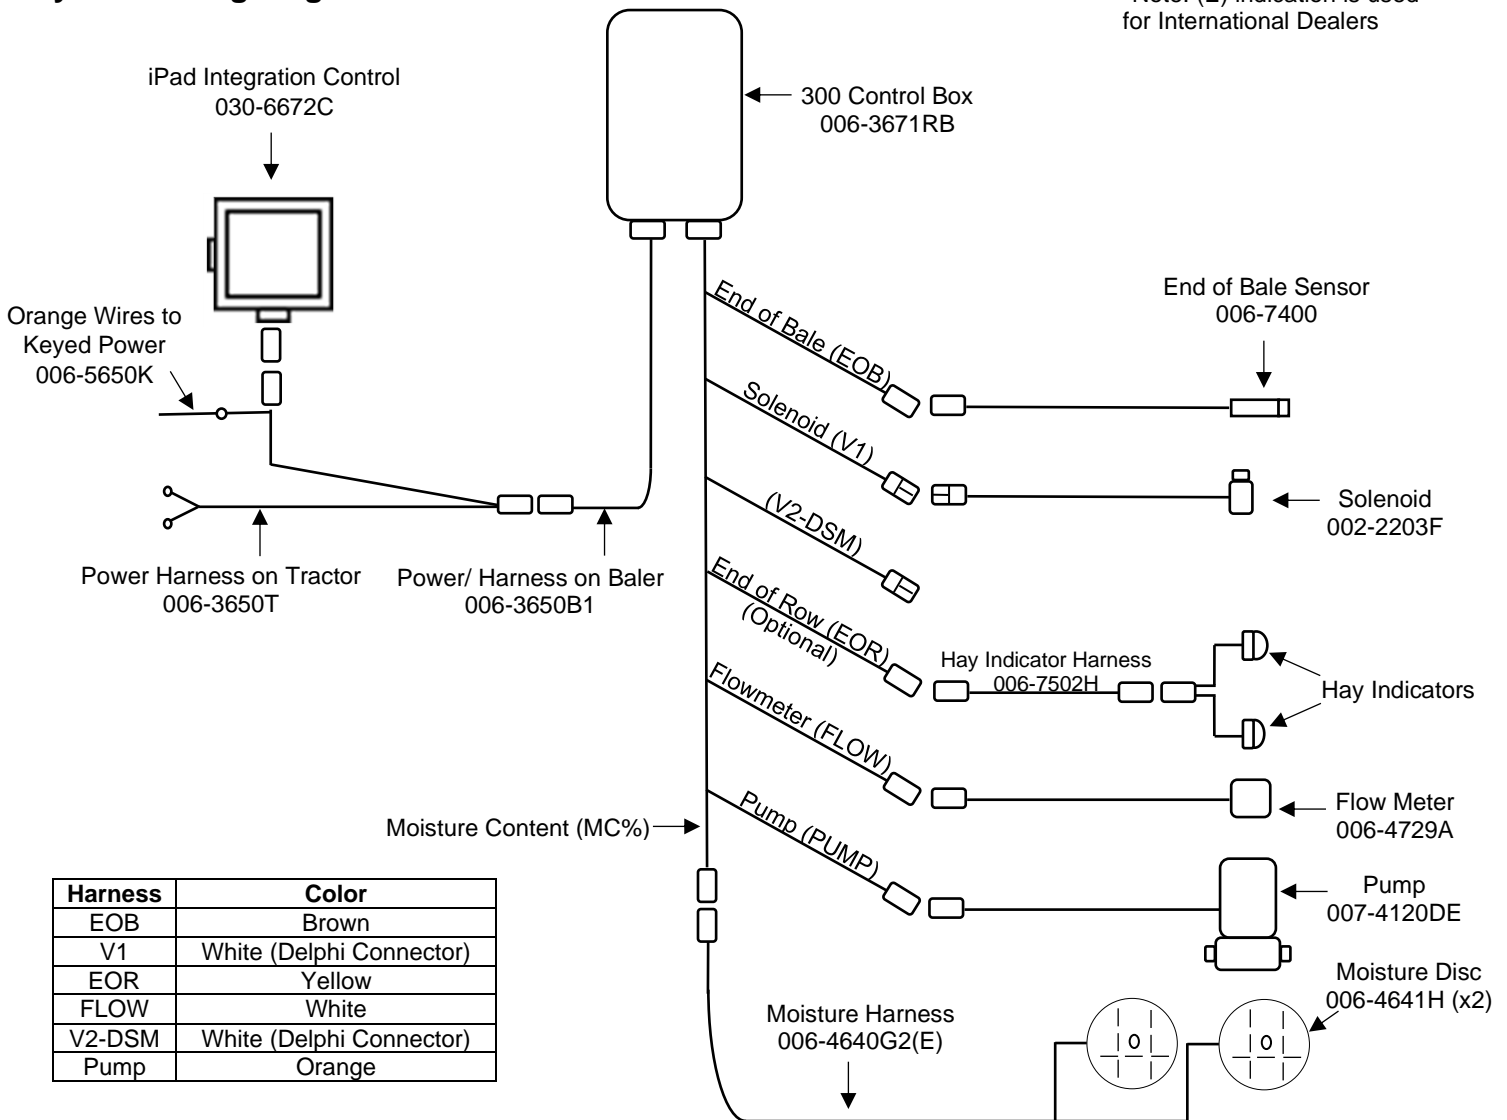 for International Dealers
iPad Integration Control
030-6672C
300 Control Box
006-3671RB
Orange Wires to
Keyed Power
006-5650K
End of Bale Sensor
006-7400
End of Bale (EOB)
Solenoid (V1)
Solenoid
002-2203F
(V2-DSM)
Power Harness on Tractor
006-3650T
Power/ Harness on Baler
006-3650B1
End of Row (EOR)
(Optional)
Hay Indicator Harness
006-7502H
Hay Indicators
Flowmeter (FLOW)
Flow Meter
006-4729A
Moisture Content (MC%)
Pump (PUMP)
Pump
007-4120DE
Harness Color
EOB Brown
V1 White (Delphi Connector)
EOR Yellow
FLOW White
V2-DSM White (Delphi Connector)
Pump Orange
Moisture Disc
006-4641H (x2)
Moisture Harness
006-4640G2(E)